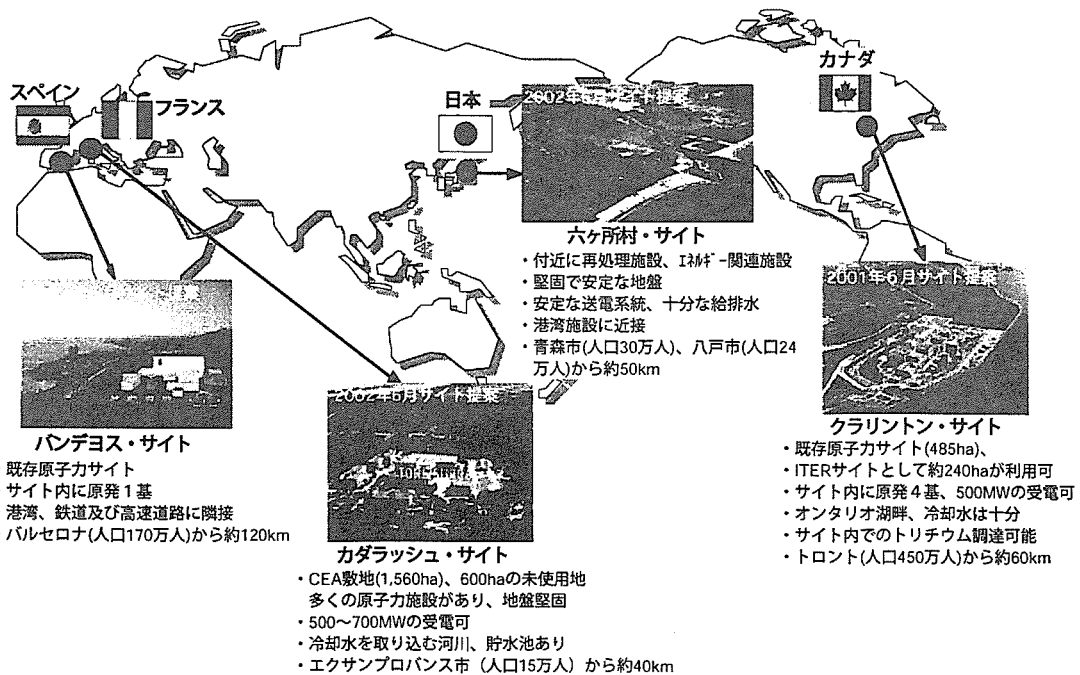 スペイン
フランス
日本
カナダ
2002年6月サイト提案
六ヶ所村・サイト
・付近に再処理施設、ｴﾈﾙｷﾞｰ関連施設
・堅固で安定な地盤
・安定な送電系統、十分な給排水
・港湾施設に近接
・青森市(人口30万人)、八戸市(人口24
万人)から約50km
2001年6月サイト提案
クラリントン・サイト
・既存原子力サイト(485ha)、
・ITERサイトとして約240haが利用可
・サイト内に原発４基、500MWの受電可
・オンタリオ湖畔、冷却水は十分
・サイト内でのトリチウム調達可能
・トロント(人口450万人)から約60km
バンデヨス・サイト
既存原子力サイト
サイト内に原発１基
港湾、鉄道及び高速道路に隣接
バルセロナ(人口170万人)から約120km
2002年6月サイト提案
カダラッシュ・サイト
・CEA敷地(1,560ha)、600haの未使用地
多くの原子力施設があり、地盤堅固
・500～700MWの受電可
・冷却水を取り込む河川、貯水池あり
・エクサンプロバンス市（人口15万人）から約40km